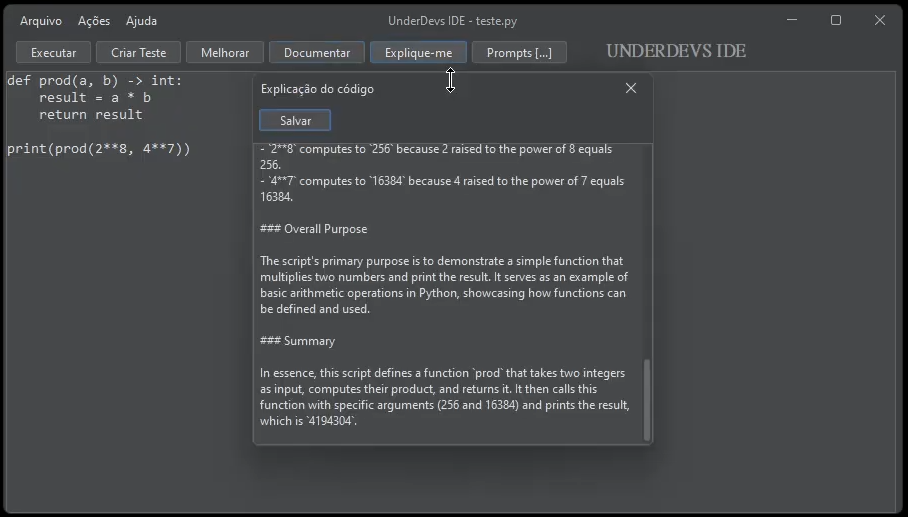 Arquivo Ações Ajuda
UnderDevs IDE - teste.py
Executar Criar Teste Melhorar Documentar Explique-me Prompts [...] UNDERDEVS IDE
def prod(a, b) -> int:
    result = a * b
    return result
print(prod(2**8, 4**7))
Explicação do código
Salvar
- `2**8` computes to `256` because 2 raised to the power of 8 equals
256.
- `4**7` computes to `16384` because 4 raised to the power of 7 equals
16384.
### Overall Purpose
The script's primary purpose is to demonstrate a simple function that
multiplies two numbers and print the result. It serves as an example of
basic arithmetic operations in Python, showcasing how functions can
be defined and used.
### Summary
In essence, this script defines a function `prod` that takes two integers
as input, computes their product, and returns it. It then calls this
function with specific arguments (256 and 16384) and prints the result,
which is `4194304`.